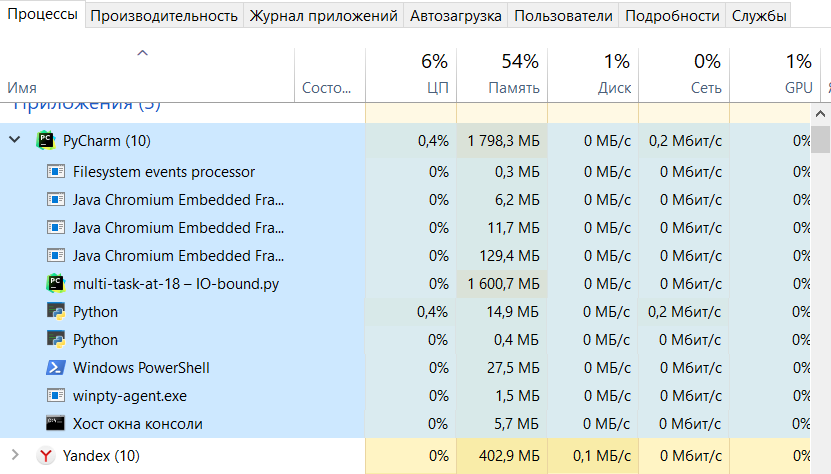 Процессы Производительность Журнал приложений Автозагрузка Пользователи Подробности Службы
6% 54% 1% 0% 1%
Имя Состо... ЦП Память Диск Сеть GPU
Приложения (5)
PyCharm (10) 0,4% 1 798,3 МБ 0 МБ/с 0,2 Мбит/с 0%
Filesystem events processor 0% 0,3 МБ 0 МБ/с 0 Мбит/с 0%
Java Chromium Embedded Fra... 0% 6,2 МБ 0 МБ/с 0 Мбит/с 0%
Java Chromium Embedded Fra... 0% 11,7 МБ 0 МБ/с 0 Мбит/с 0%
Java Chromium Embedded Fra... 0% 129,4 МБ 0 МБ/с 0 Мбит/с 0%
multi-task-at-18 – IO-bound.py 0% 1 600,7 МБ 0 МБ/с 0 Мбит/с 0%
Python 0,4% 14,9 МБ 0 МБ/с 0,2 Мбит/с 0%
Python 0% 0,4 МБ 0 МБ/с 0 Мбит/с 0%
Windows PowerShell 0% 27,5 МБ 0 МБ/с 0 Мбит/с 0%
winpty-agent.exe 0% 1,5 МБ 0 МБ/с 0 Мбит/с 0%
Хост окна консоли 0% 5,7 МБ 0 МБ/с 0 Мбит/с 0%
Yandex (10) 0% 402,9 МБ 0,1 МБ/с 0 Мбит/с 0%